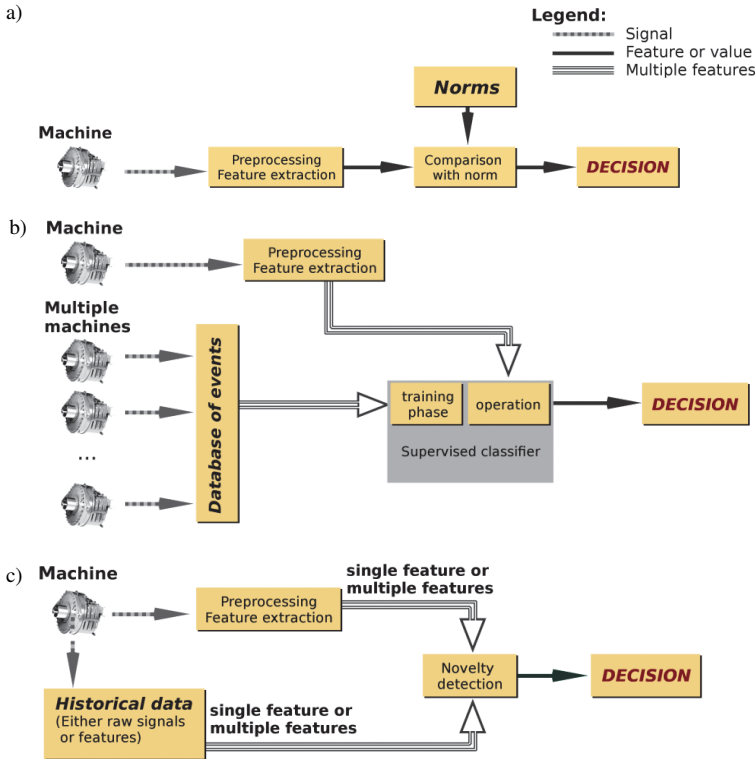 a)
Legend:
Signal
Feature or value
Multiple features
Norms
Machine
Preprocessing
Feature extraction
Comparison
with norm
DECISION
b)
Machine
Preprocessing
Feature extraction
Multiple
machines
Database of events
training
phase
operation
DECISION
Supervised classifier
...
c)
Machine
single feature or
multiple features
Preprocessing
Feature extraction
Novelty
detection
DECISION
Historical data
(Either raw signals
or features)
single feature or
multiple features